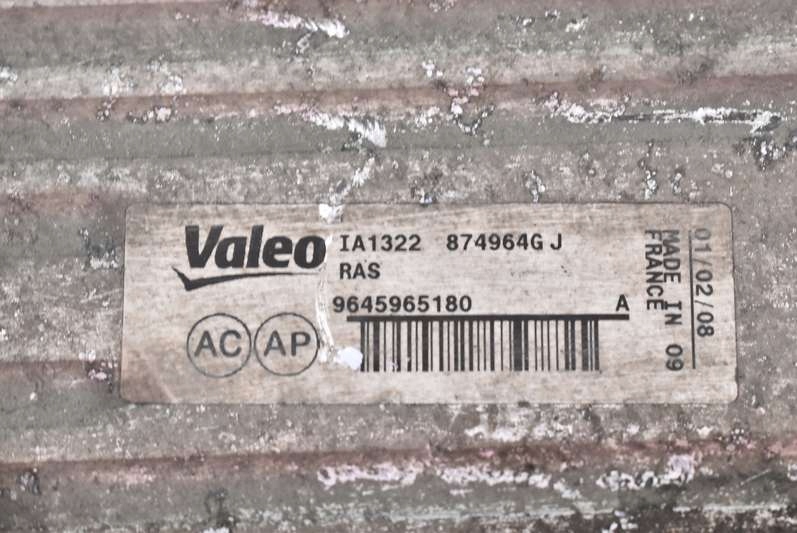 Valeo
IA1322 874964G J
RAS
9645965180 A
AC AP
01/02/08
MADE IN 09
FRANCE